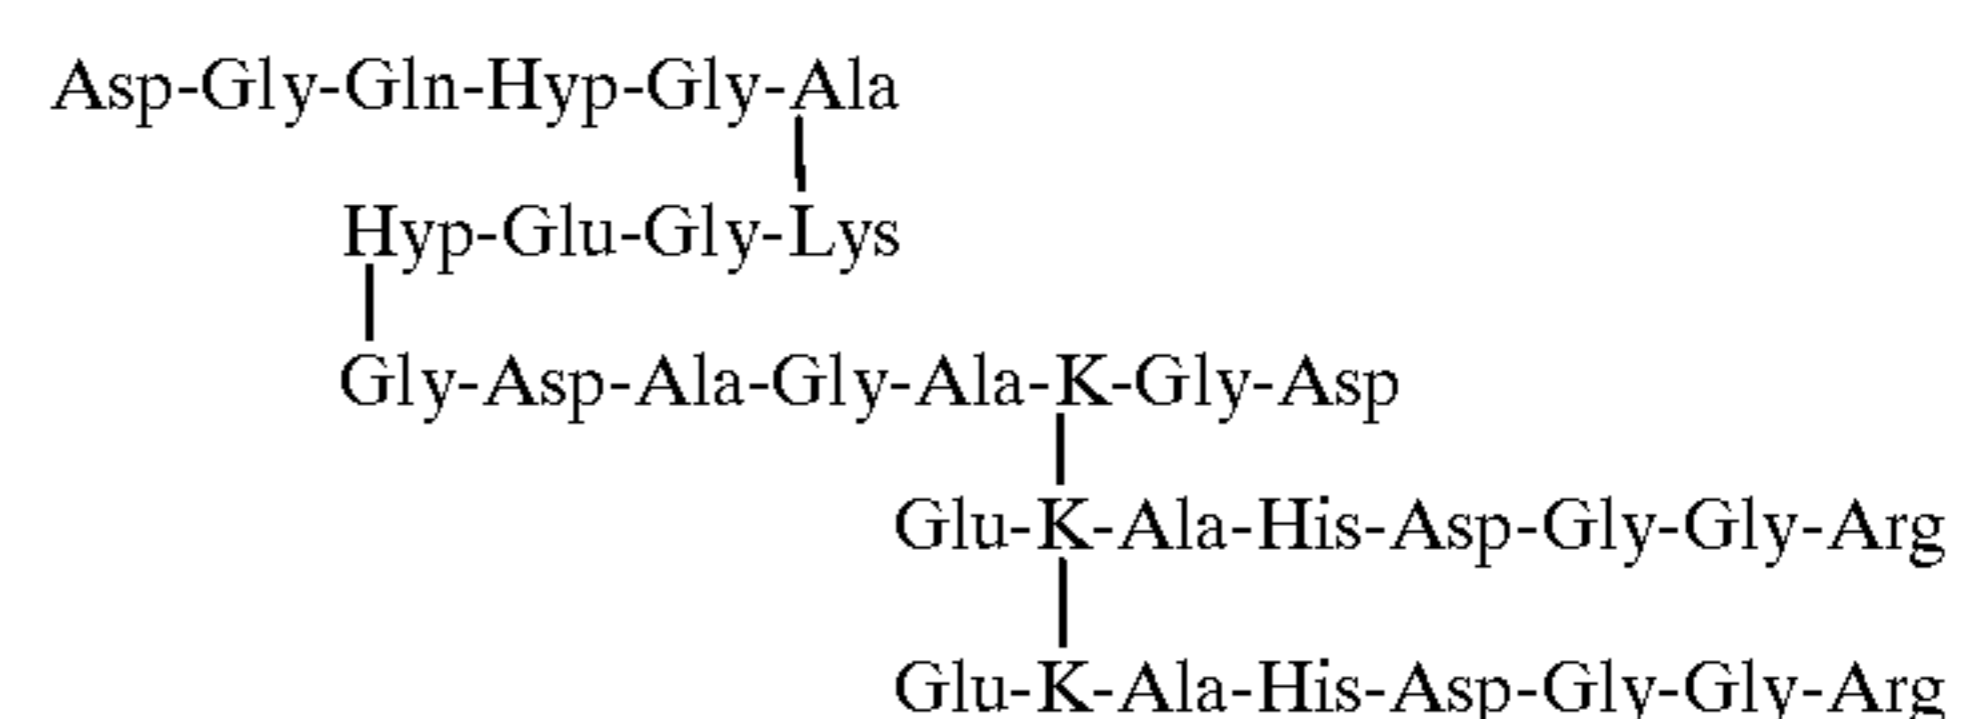 Asp-Gly-Gln-Hyp-Gly-Ala
Hyp-Glu-Gly-Lys
Gly-Asp-Ala-Gly-Ala-K-Gly-Asp
Glu-K-Ala-His-Asp-Gly-Gly-Arg
Glu-K-Ala-His-Asp-Gly-Gly-Arg